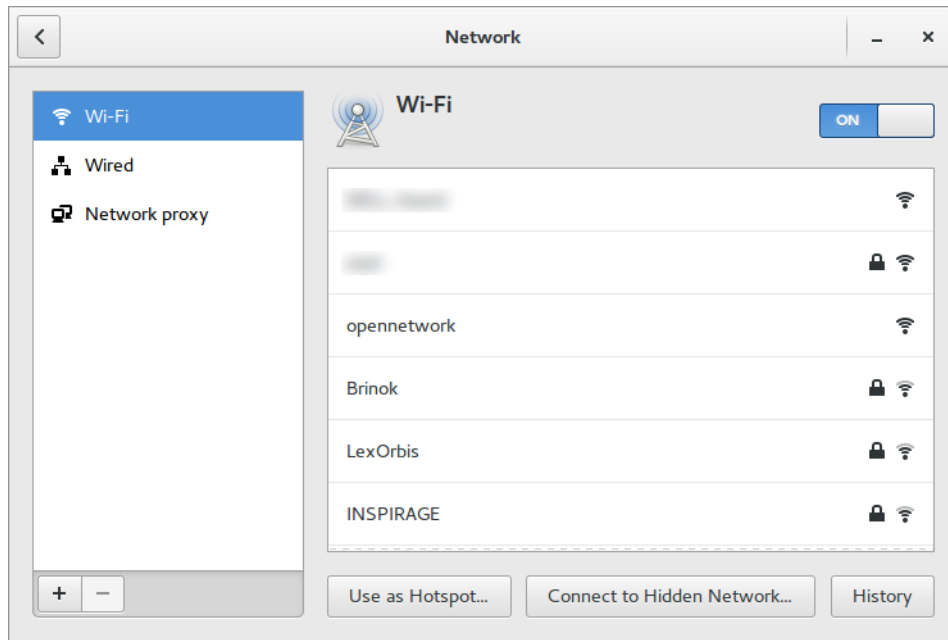 Network
Wi-Fi
Wired
Network proxy
Wi-Fi
ON
opennetwork
Brinok
LexOrbis
INSPIRAGE
Use as Hotspot...
Connect to Hidden Network...
History